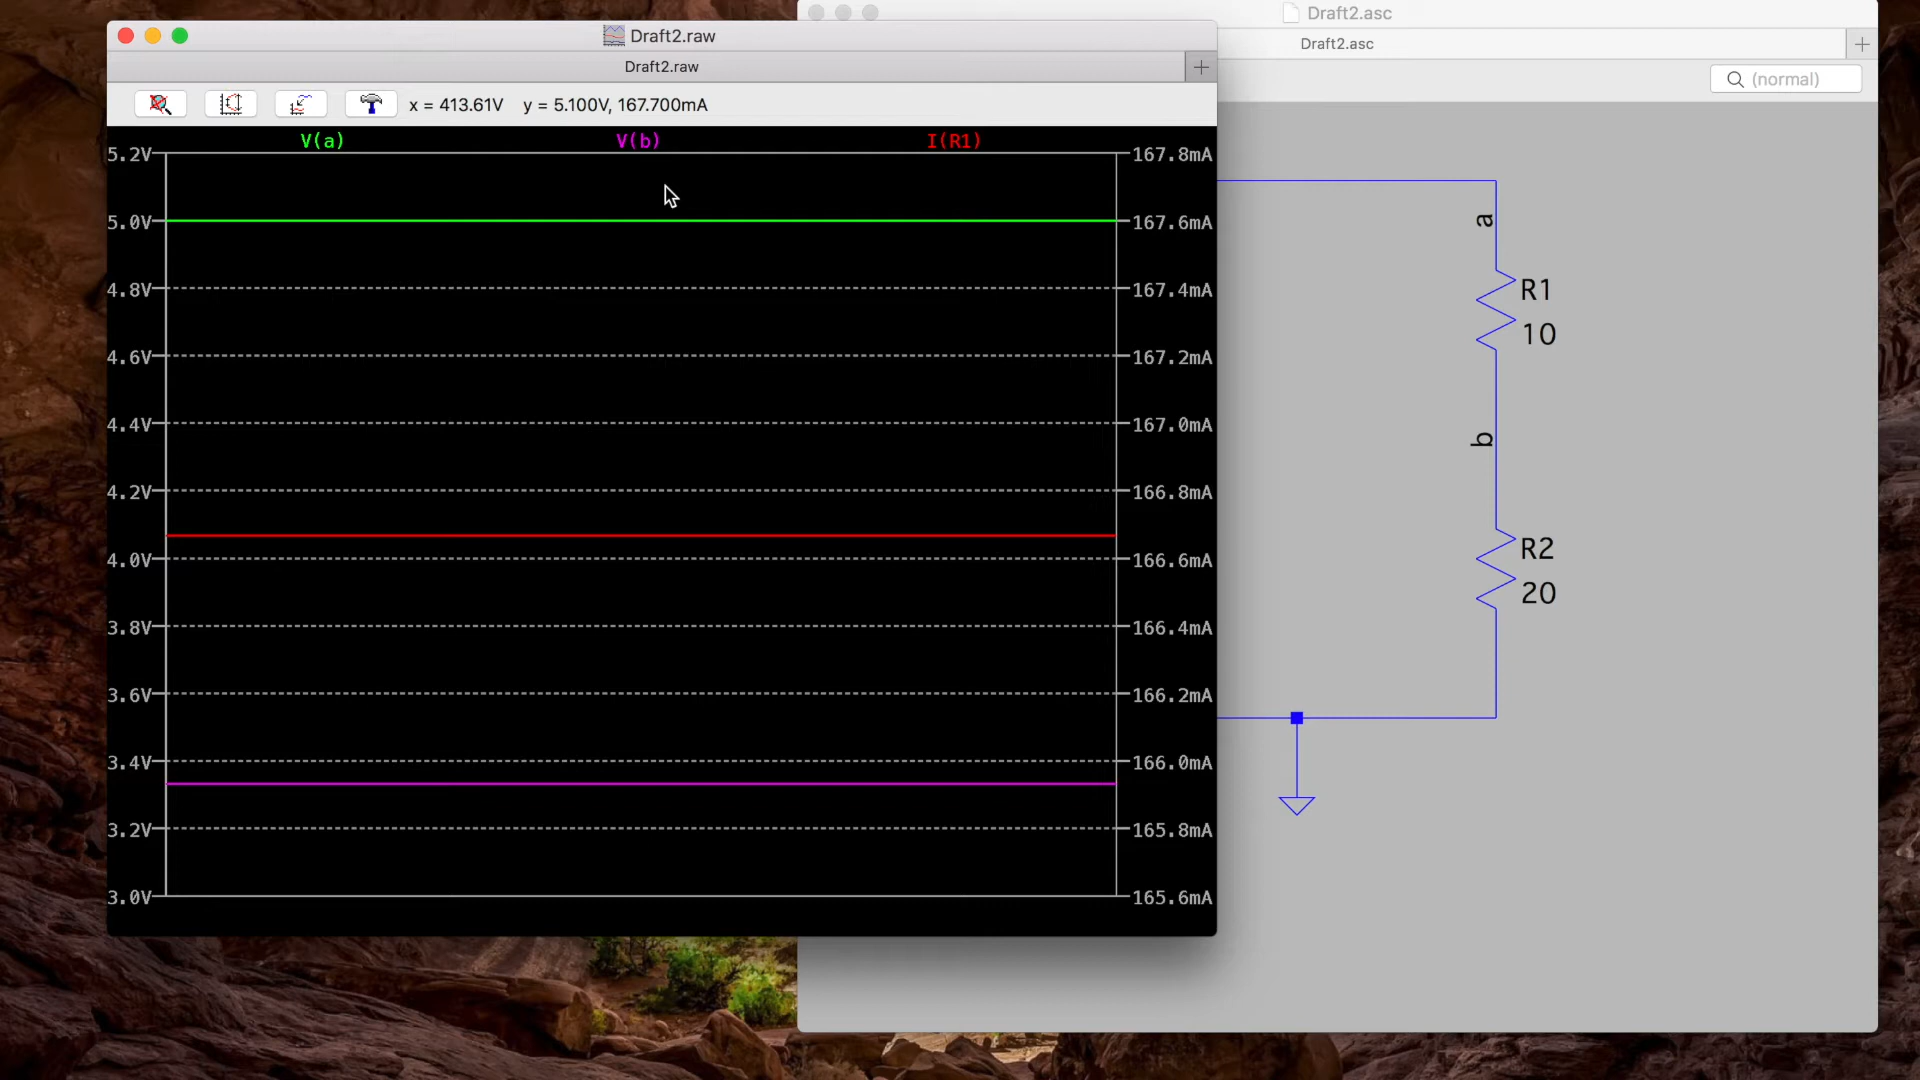 Draft2.raw
Draft2.raw
x = 413.61V y = 5.100V, 167.700mA
V(a) V(b) I(R1)
5.2V 167.8mA
5.0V 167.6mA
4.8V 167.4mA
4.6V 167.2mA
4.4V 167.0mA
4.2V 166.8mA
4.0V 166.6mA
3.8V 166.4mA
3.6V 166.2mA
3.4V 166.0mA
3.2V 165.8mA
3.0V 165.6mA
Draft2.asc
Draft2.asc
(normal)
a
R1
10
b
R2
20